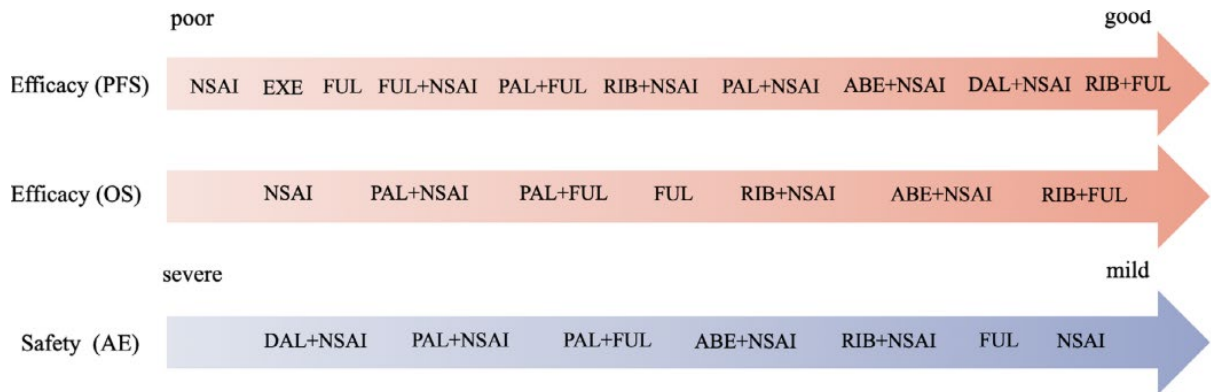 poor good
Efficacy (PFS) NSAI EXE FUL FUL+NSAI PAL+FUL RIB+NSAI PAL+NSAI ABE+NSAI DAL+NSAI RIB+FUL
Efficacy (OS) NSAI PAL+NSAI PAL+FUL FUL RIB+NSAI ABE+NSAI RIB+FUL
severe mild
Safety (AE) DAL+NSAI PAL+NSAI PAL+FUL ABE+NSAI RIB+NSAI FUL NSAI